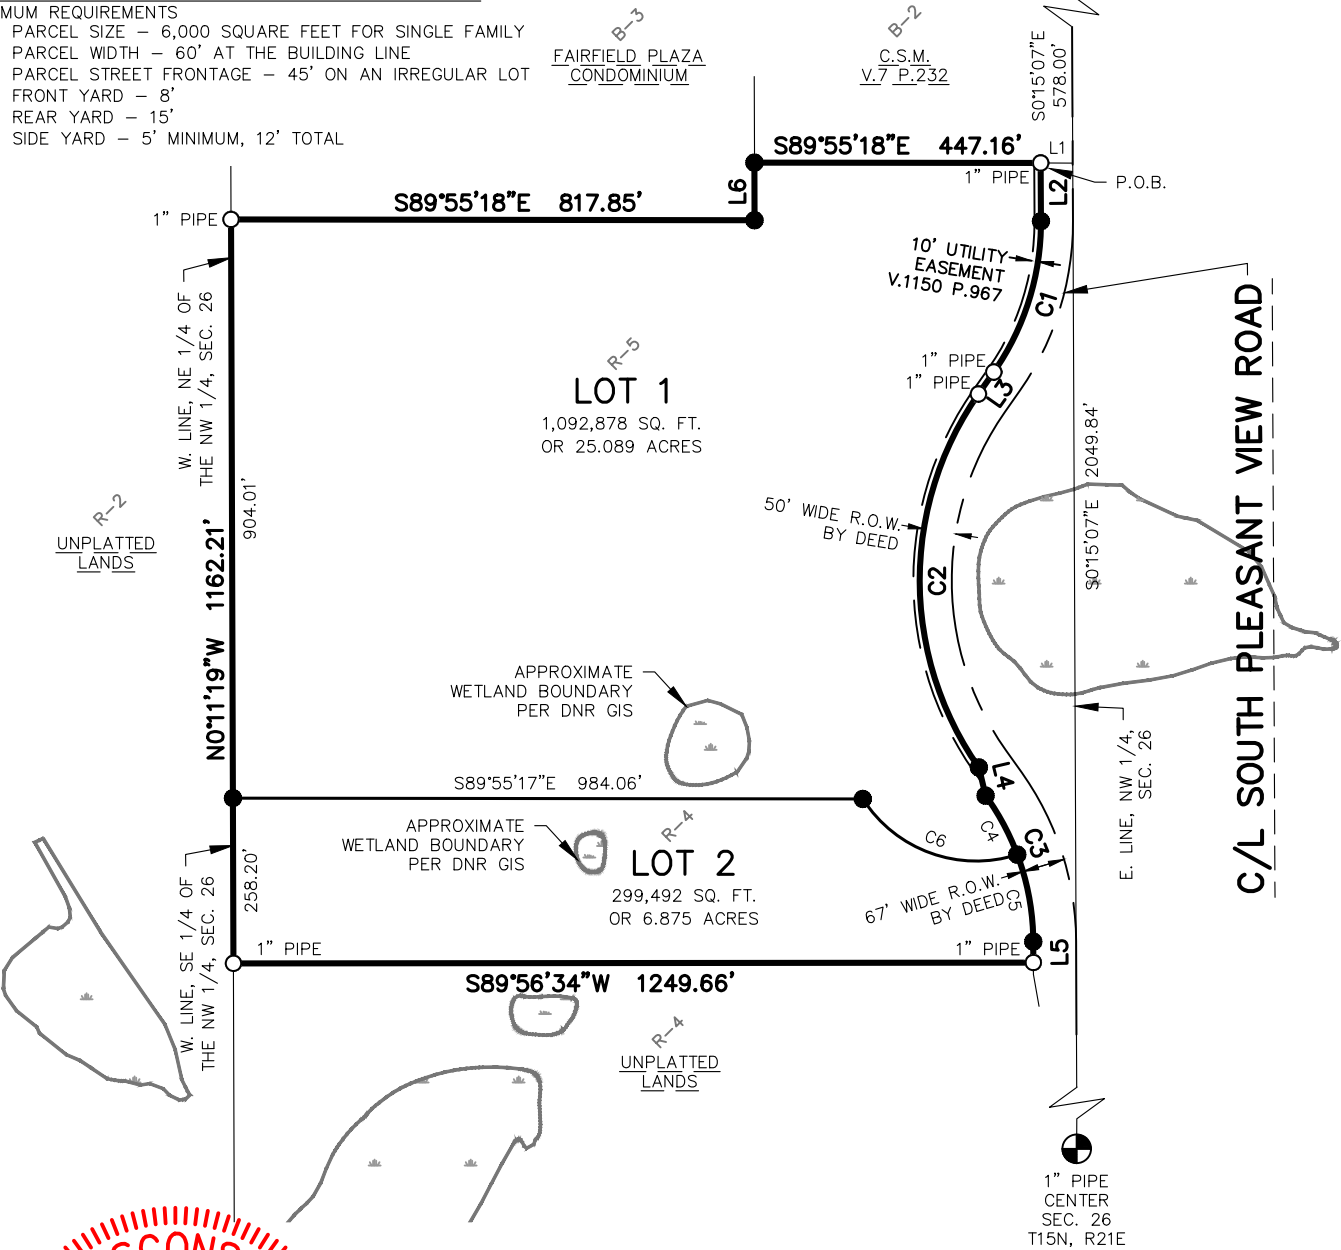 MUM REQUIREMENTS
PARCEL SIZE – 6,000 SQUARE FEET FOR SINGLE FAMILY
PARCEL WIDTH – 60' AT THE BUILDING LINE
PARCEL STREET FRONTAGE – 45' ON AN IRREGULAR LOT
FRONT YARD – 8'
REAR YARD – 15'
SIDE YARD – 5' MINIMUM, 12' TOTAL
B-3
FAIRFIELD PLAZA
CONDOMINIUM
B-2
C.S.M.
V.7 P.232
S0°15'07"E
578.00'
S89°55'18"E 447.16'
L1
1" PIPE
P.O.B.
L2
L6
S89°55'18"E 817.85'
1" PIPE
10' UTILITY
EASEMENT
V.1150 P.967
C1
W. LINE, NE 1/4 OF
THE NW 1/4, SEC. 26
R-5
LOT 1
1,092,878 SQ. FT.
OR 25.089 ACRES
1" PIPE
1" PIPE
L3
C/L SOUTH PLEASANT VIEW ROAD
S0°15'07"E 2049.84'
R-2
UNPLATTED
LANDS
N0°11'19"W 1162.21'
904.01'
50' WIDE R.O.W.
BY DEED
C2
APPROXIMATE
WETLAND BOUNDARY
PER DNR GIS
S89°55'17"E 984.06'
L4
E. LINE, NW 1/4,
SEC. 26
APPROXIMATE
WETLAND BOUNDARY
PER DNR GIS
R-4
LOT 2
299,492 SQ. FT.
OR 6.875 ACRES
C6
C4
C3
67' WIDE R.O.W.
BY DEED
C5
258.20'
W. LINE, SE 1/4 OF
THE NW 1/4, SEC. 26
1" PIPE
1" PIPE
L5
S89°56'34"W 1249.66'
R-4
UNPLATTED
LANDS
1" PIPE
CENTER
SEC. 26
T15N, R21E
SCONS